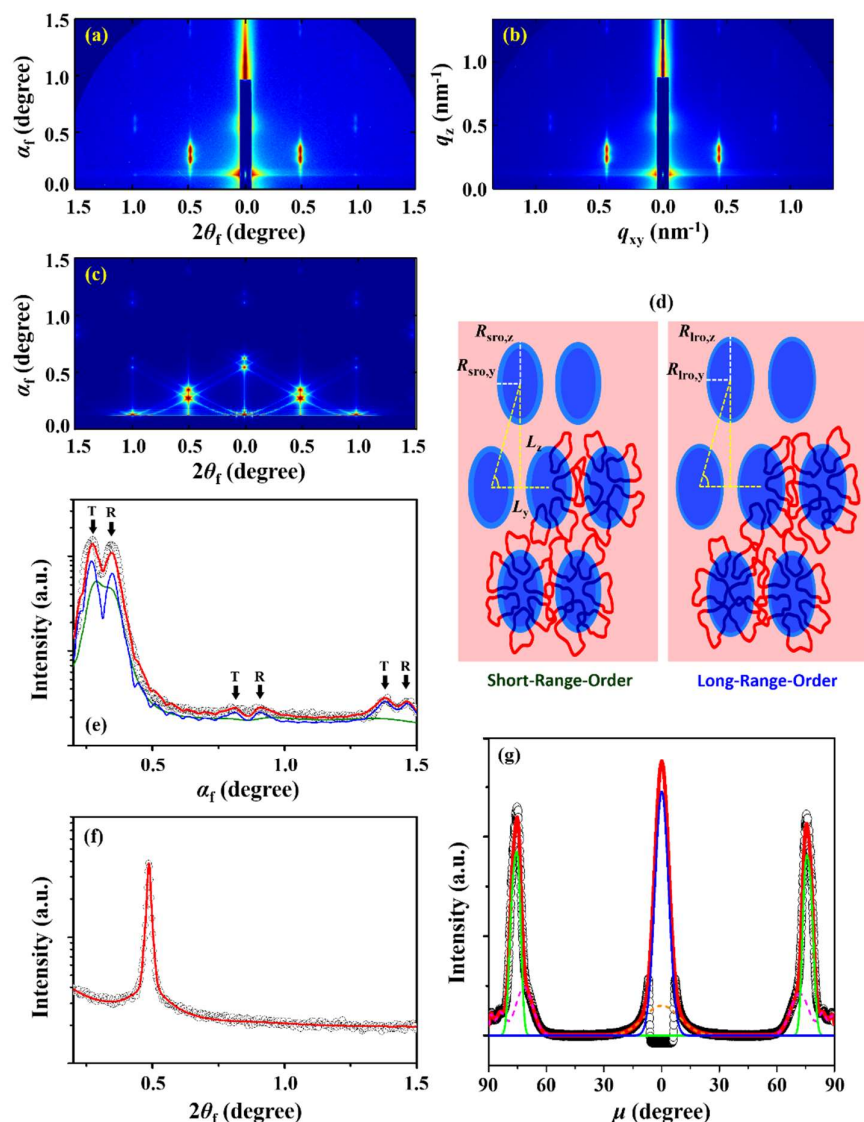 (a)
1.5
1.0
0.5
0.0
αf (degree)
1.5 1.0 0.5 0.0 0.5 1.0 1.5
2θf (degree)
(b)
1.0
0.5
0.0
qz (nm-1)
1.0 0.5 0.0 0.5 1.0
qxy (nm-1)
(c)
1.5
1.0
0.5
0.0
αf (degree)
1.5 1.0 0.5 0.0 0.5 1.0 1.5
2θf (degree)
(d)
Rsro,z
Rsro,y
Lz
Ly
Short-Range-Order
Rlro,z
Rlro,y
Long-Range-Order
(e)
T R
T R
T R
Intensity (a.u.)
0.5 1.0 1.5
αf (degree)
(f)
Intensity (a.u.)
0.5 1.0 1.5
2θf (degree)
(g)
Intensity (a.u.)
90 60 30 0 30 60 90
μ (degree)